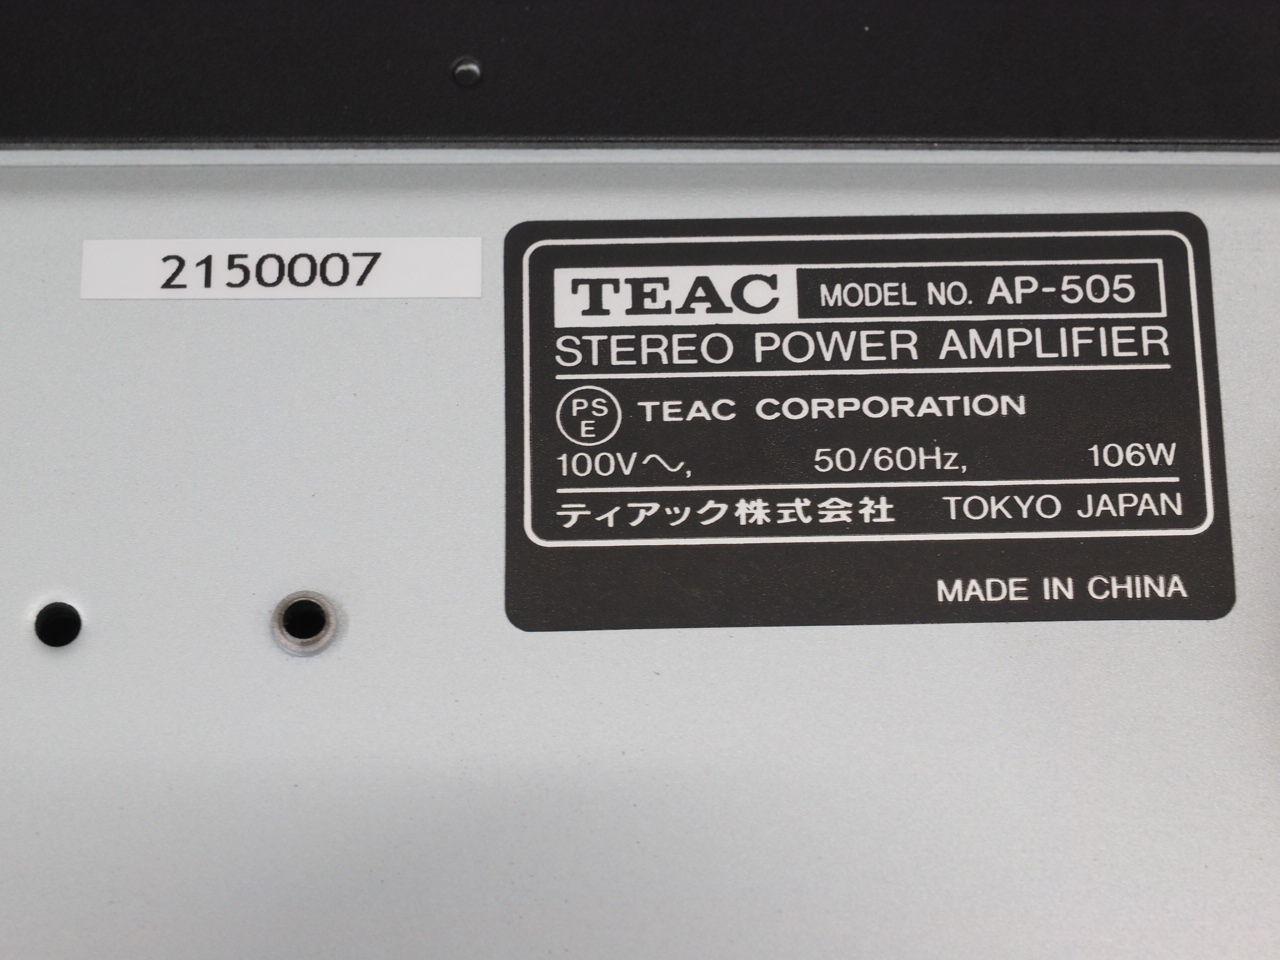 2150007
TEAC MODEL NO. AP-505
STEREO POWER AMPLIFIER
PS
E
TEAC CORPORATION
100V〜, 50/60Hz, 106W
ティアック株式会社 TOKYO JAPAN
MADE IN CHINA